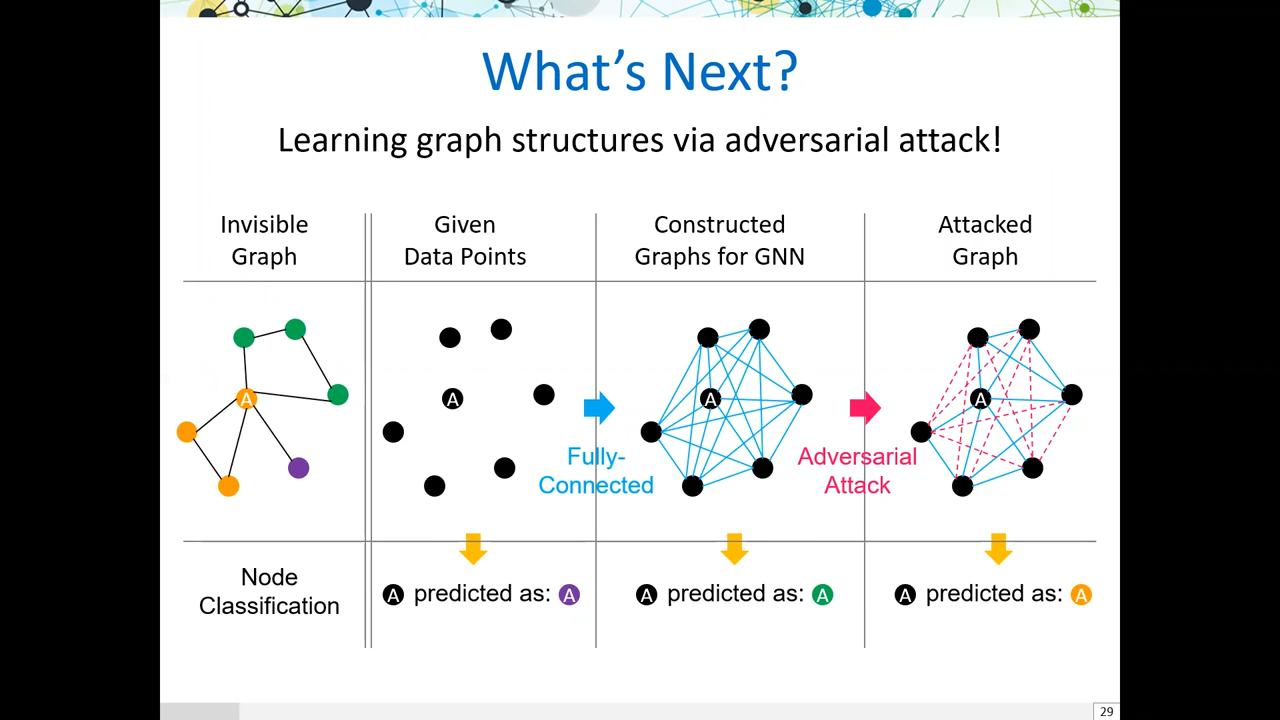 What's Next?
Learning graph structures via adversarial attack!
Invisible
Graph
Given
Data Points
Constructed
Graphs for GNN
Attacked
Graph
A
A
A
A
Fully-
Connected
Adversarial
Attack
Node
Classification
A predicted as: A
A predicted as: A
A predicted as: A
29